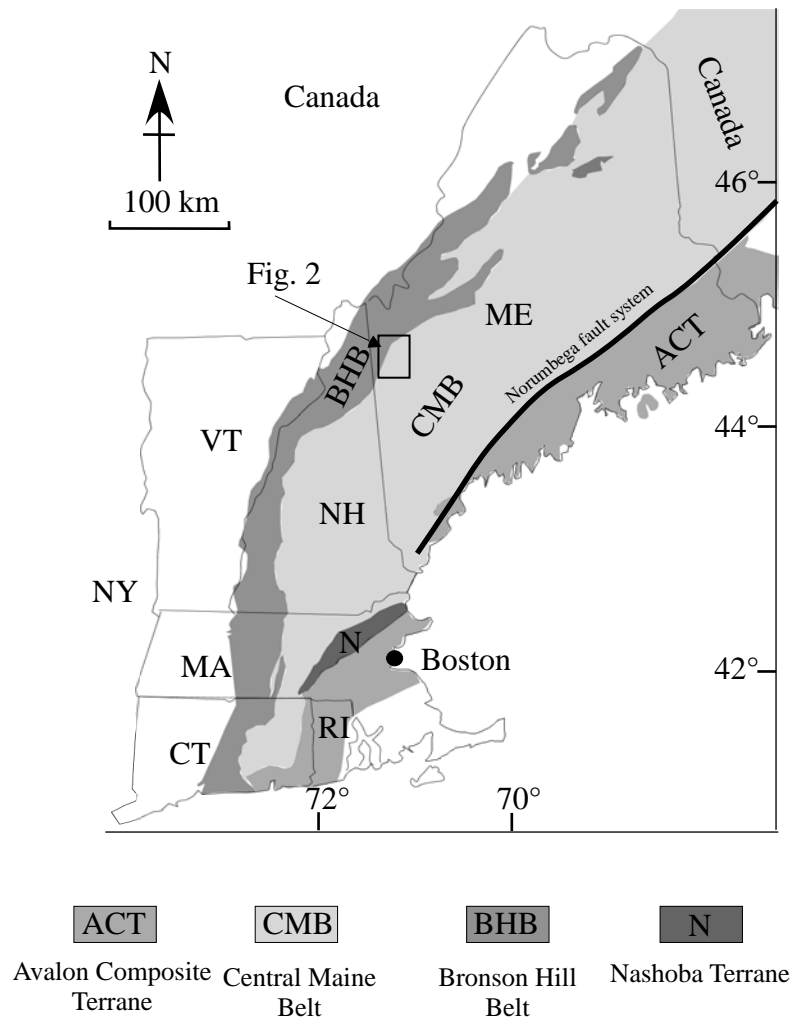 N
Canada
Canada
100 km
46°
Fig. 2
ME
Norumbega fault system
ACT
BHB
CMB
44°
VT
NH
NY
N
Boston
MA
42°
RI
CT
72°
70°
ACT
CMB
BHB
N
Avalon Composite
Terrane
Central Maine
Belt
Bronson Hill
Belt
Nashoba Terrane